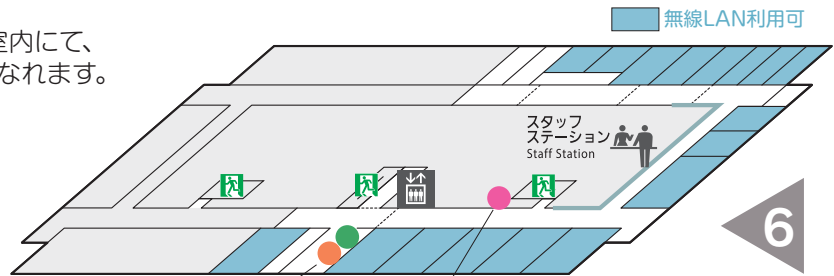 無線LAN利用可
室内にて、
なれます。
スタッフ
ステーション
Staff Station
6